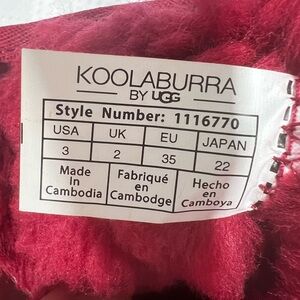 KOOLABURRA
BY UGG
Style Number: 1116770
USA UK EU JAPAN
3 2 35 22
Made Fabriqué Hecho
In en en
Cambodia Cambodge Camboya